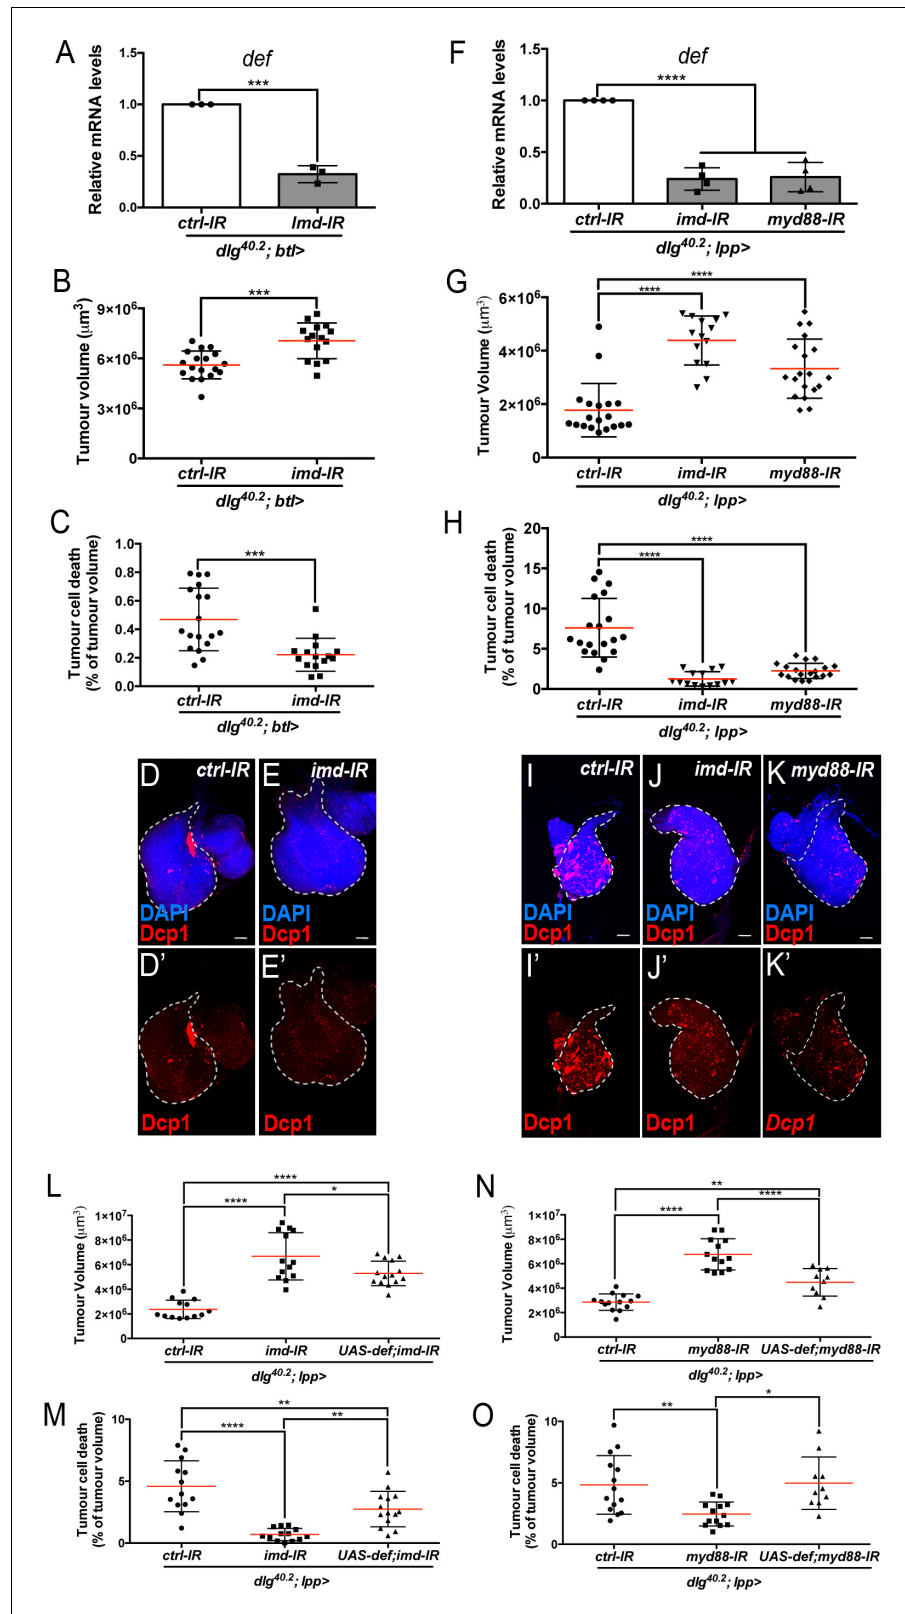 A
def
Relative mRNA levels
1.5
1.0
0.5
0.0
***
ctrl-IR
Imd-IR
dlg40.2; btl>
F
def
Relative mRNA levels
1.5
1.0
0.5
0.0
****
ctrl-IR
imd-IR
myd88-IR
dlg40.2; lpp>
B
Tumour volume (µm3)
9×106
6×106
3×106
0
***
ctrl-IR
imd-IR
dlg40.2; btl>
G
Tumour Volume (µm3)
6×106
4×106
2×106
0
****
****
ctrl-IR
imd-IR
myd88-IR
dlg40.2; lpp>
C
Tumour cell death
(% of tumour volume)
1.0
0.8
0.6
0.4
0.2
0.0
***
ctrl-IR
imd-IR
dlg40.2; btl>
H
Tumour cell death
(% of tumour volume)
20
15
10
5
0
****
****
ctrl-IR
imd-IR
myd88-IR
dlg40.2; lpp>
D
ctrl-IR
DAPI
Dcp1
E
imd-IR
DAPI
Dcp1
I
ctrl-IR
DAPI
Dcp1
J
imd-IR
DAPI
Dcp1
K
myd88-IR
DAPI
Dcp1
D'
Dcp1
E'
Dcp1
I'
Dcp1
J'
Dcp1
K'
Dcp1
L
Tumour Volume (µm3)
1×107
8×106
6×106
4×106
2×106
0
****
****
*
ctrl-IR
imd-IR
UAS-def;imd-IR
dlg40.2; lpp>
N
Tumour Volume (µm3)
1×107
8×106
6×106
4×106
2×106
0
**
****
****
ctrl-IR
myd88-IR
UAS-def;myd88-IR
dlg40.2; lpp>
M
Tumour cell death
(% of tumour volume)
10
5
0
**
****
**
ctrl-IR
imd-IR
UAS-def;imd-IR
dlg40.2; lpp>
O
Tumour cell death
(% of tumour volume)
10
5
0
**
*
ctrl-IR
myd88-IR
UAS-def;myd88-IR
dlg40.2; lpp>